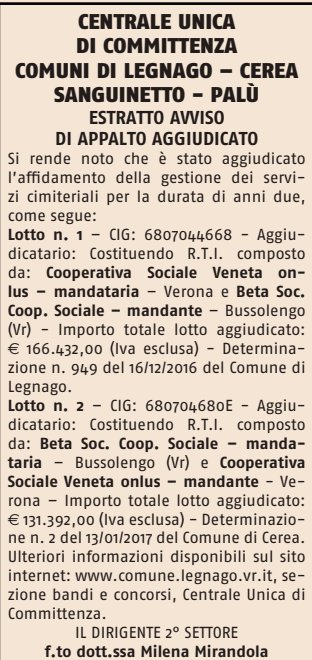 CENTRALE UNICA
DI COMMITTENZA
COMUNI DI LEGNAGO – CEREA
SANGUINETTO – PALÙ
ESTRATTO AVVISO
DI APPALTO AGGIUDICATO
Si rende noto che è stato aggiudicato
l'affidamento della gestione dei servi-
zi cimiteriali per la durata di anni due,
come segue:
Lotto n. 1 – CIG: 6807044668 - Aggiu-
dicatario: Costituendo R.T.I. composto
da: Cooperativa Sociale Veneta on-
lus – mandataria – Verona e Beta Soc.
Coop. Sociale – mandante – Bussolengo
(Vr) - Importo totale lotto aggiudicato:
€ 166.432,00 (Iva esclusa) - Determina-
zione n. 949 del 16/12/2016 del Comune di
Legnago.
Lotto n. 2 – CIG: 680704680E - Aggiu-
dicatario: Costituendo R.T.I. composto
da: Beta Soc. Coop. Sociale – manda-
taria – Bussolengo (Vr) e Cooperativa
Sociale Veneta onlus – mandante - Ve-
rona – Importo totale lotto aggiudicato:
€ 131.392,00 (Iva esclusa) - Determinazio-
ne n. 2 del 13/01/2017 del Comune di Cerea.
Ulteriori informazioni disponibili sul sito
internet: www.comune.legnago.vr.it, se-
zione bandi e concorsi, Centrale Unica di
Committenza.
IL DIRIGENTE 2° SETTORE
f.to dott.ssa Milena Mirandola